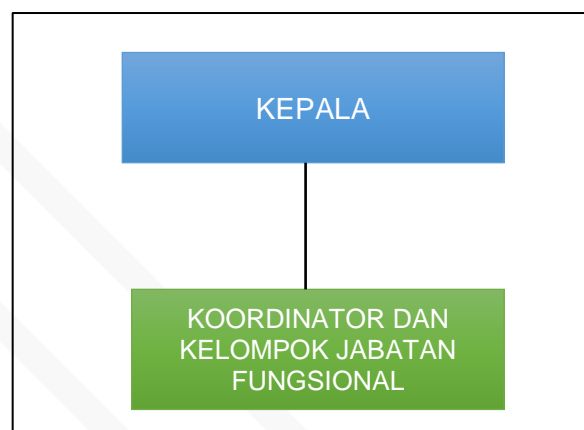 KEPALA
KOORDINATOR DAN
KELOMPOK JABATAN
FUNGSIONAL